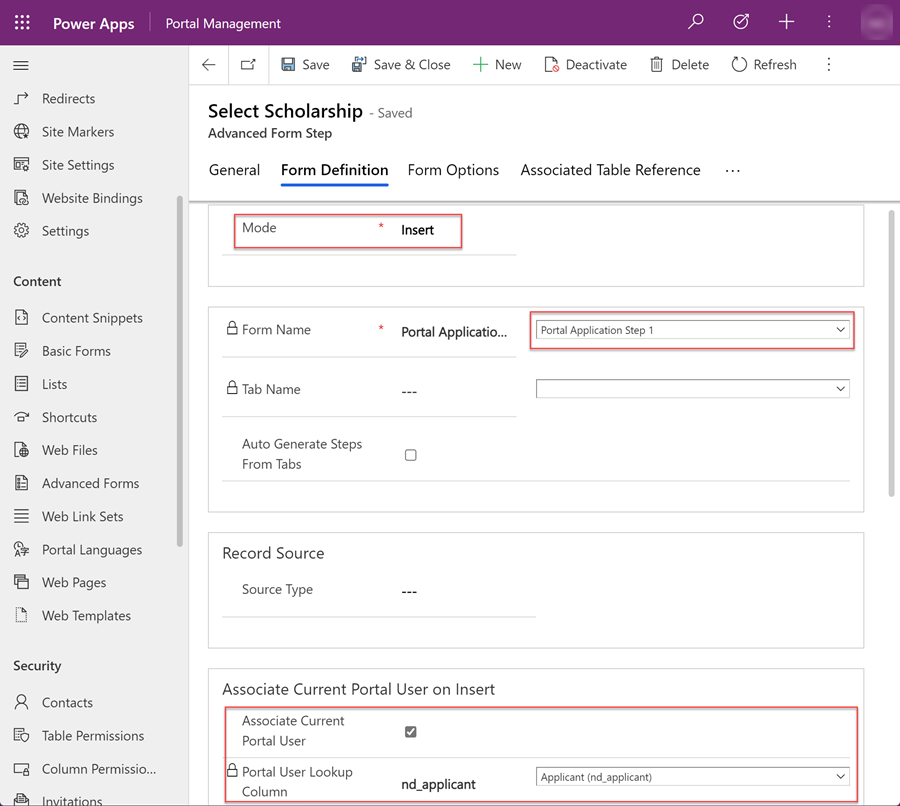 Power Apps
Portal Management
Save
Save & Close
New
Deactivate
Delete
Refresh
Redirects
Site Markers
Site Settings
Website Bindings
Settings
Content
Content Snippets
Basic Forms
Lists
Shortcuts
Web Files
Advanced Forms
Web Link Sets
Portal Languages
Web Pages
Web Templates
Security
Contacts
Table Permissions
Column Permissio...
Invitations
Select Scholarship - Saved
Advanced Form Step
General
Form Definition
Form Options
Associated Table Reference
...
Mode * Insert
Form Name * Portal Applicatio... Portal Application Step 1
Tab Name ---
Auto Generate Steps
From Tabs
Record Source
Source Type ---
Associate Current Portal User on Insert
Associate Current
Portal User
Portal User Lookup
Column
nd_applicant
Applicant (nd_applicant)